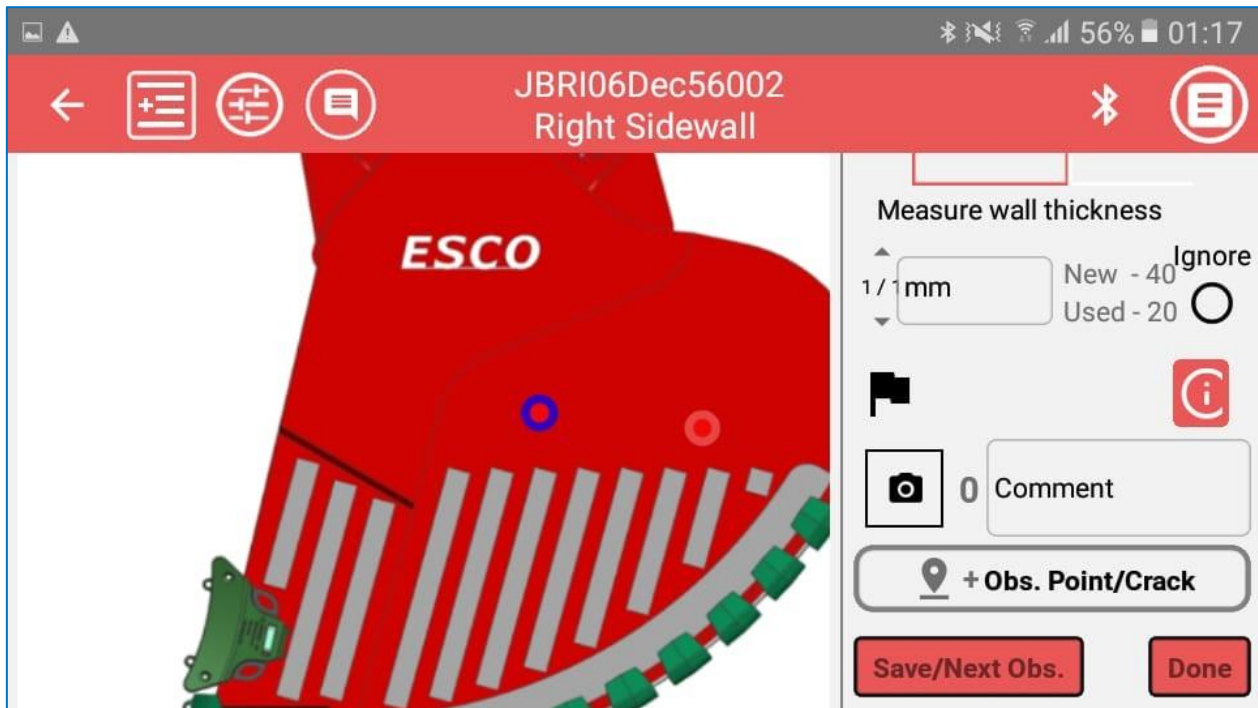 56% 01:17
JBRI06Dec56002
Right Sidewall
ESCO
Measure wall thickness
Ignore
1 / 1 mm
New - 40
Used - 20
0 Comment
+ Obs. Point/Crack
Save/Next Obs.
Done